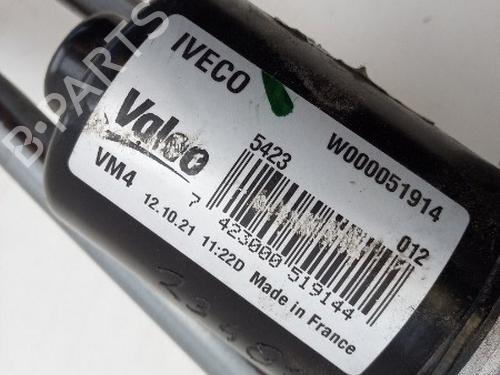 IVECO
Valeo
VM4
5423
W000051914
012
7 423000 519144
12.10.21 11:22D Made in France
B-PARTS